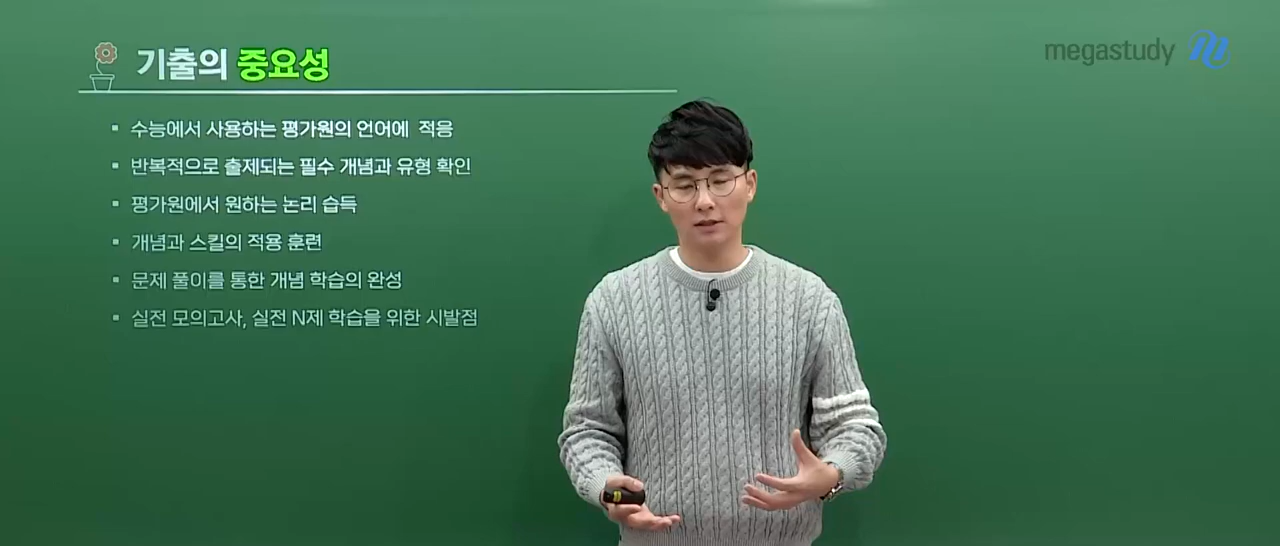 기출의 중요성
megastudy
수능에서 사용하는 평가원의 언어에 적응
반복적으로 출제되는 필수 개념과 유형 확인
평가원에서 원하는 논리 습득
개념과 스킬의 적용 훈련
문제 풀이를 통한 개념 학습의 완성
실전 모의고사, 실전 N제 학습을 위한 시발점